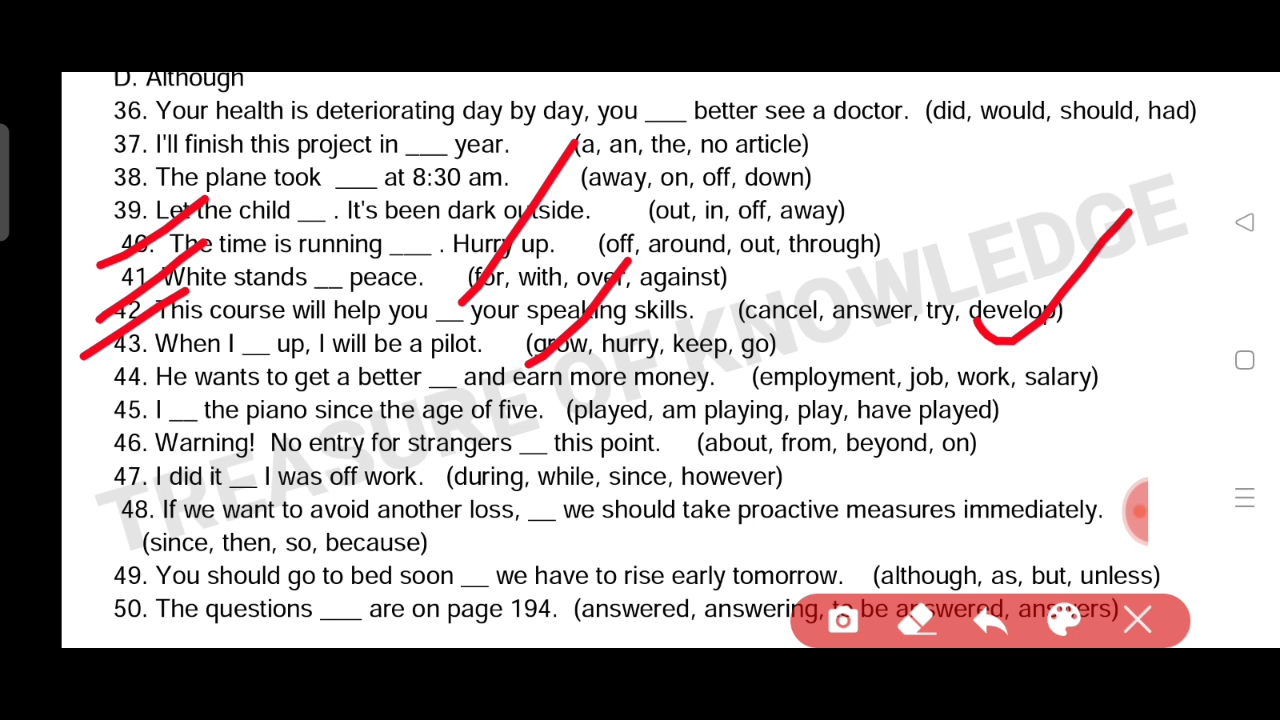 D. Although
36. Your health is deteriorating day by day, you ___ better see a doctor. (did, would, should, had)
37. I'll finish this project in ___ year. (a, an, the, no article)
38. The plane took ___ at 8:30 am. (away, on, off, down)
39. Let the child __ . It's been dark outside. (out, in, off, away)
40. The time is running ___ . Hurry up. (off, around, out, through)
41. White stands __ peace. (for, with, over, against)
42. This course will help you __ your speaking skills. (cancel, answer, try, develop)
43. When I __ up, I will be a pilot. (grow, hurry, keep, go)
44. He wants to get a better __ and earn more money. (employment, job, work, salary)
45. I __ the piano since the age of five. (played, am playing, play, have played)
46. Warning! No entry for strangers __ this point. (about, from, beyond, on)
47. I did it __ I was off work. (during, while, since, however)
48. If we want to avoid another loss, __ we should take proactive measures immediately.
(since, then, so, because)
49. You should go to bed soon __ we have to rise early tomorrow. (although, as, but, unless)
50. The questions ___ are on page 194. (answered, answering, to be answered, answers)
TREASURE OF KNOWLEDGE